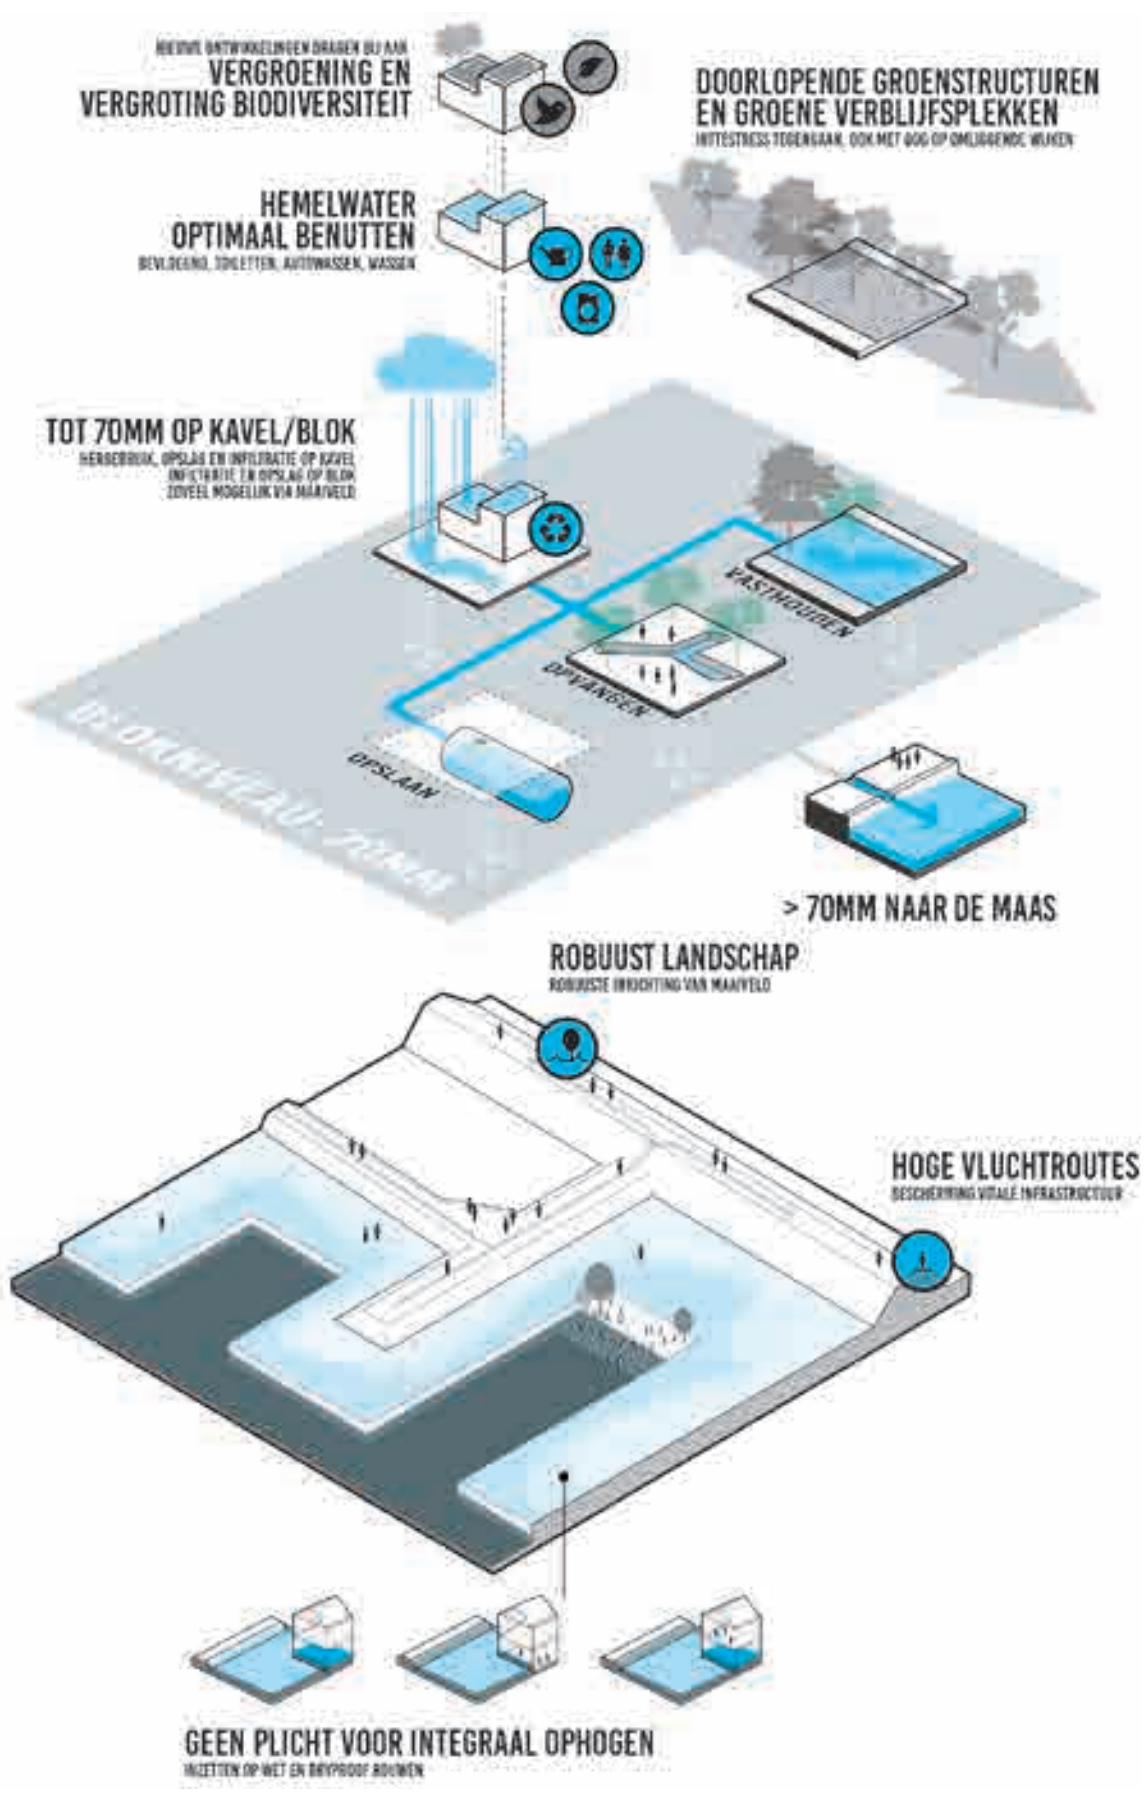 NIEUWE ONTWIKKELINGEN DRAGEN BIJ AAN
VERGROENING EN
VERGROTING BIODIVERSITEIT
DOORLOPENDE GROENSTRUCTUREN
EN GROENE VERBLIJFSPLEKKEN
HITTESTRESS TEGENGAAN, OOK MET OOG OP OMLIGGENDE WIJKEN
HEMELWATER
OPTIMAAL BENUTTEN
BEVLOEIING, TOILETTEN, AUTOWASSEN, WASSEN
TOT 70MM OP KAVEL/BLOK
HERGEBRUIK, OPSLAG EN INFILTRATIE OP KAVEL
INFILTRATIE EN OPSLAG OP BLOK
ZOVEEL MOGELIJK VIA MAAIVELD
VASTHOUDEN
OPVANGEN
OPSLAAN
BLOKNIVEAU: 70MM
> 70MM NAAR DE MAAS
ROBUUST LANDSCHAP
ROBUUSTE INRICHTING VAN MAAIVELD
HOGE VLUCHTROUTES
BESCHERMING VITALE INFRASTRUCTUUR
GEEN PLICHT VOOR INTEGRAAL OPHOGEN
INZETTEN OP WET EN DRYPROOF BOUWEN